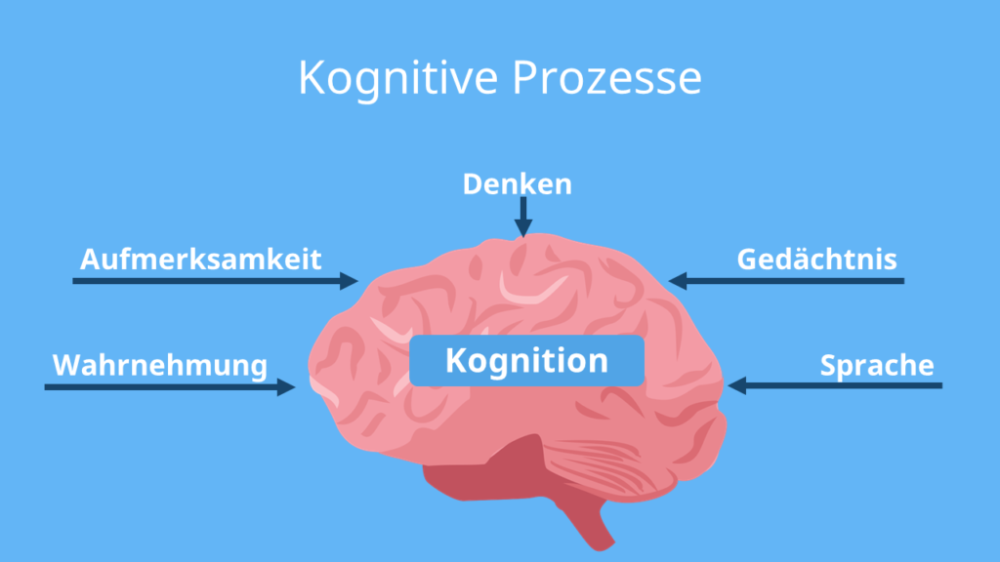 Kognitive Prozesse
Denken
Aufmerksamkeit
Gedächtnis
Wahrnehmung
Kognition
Sprache